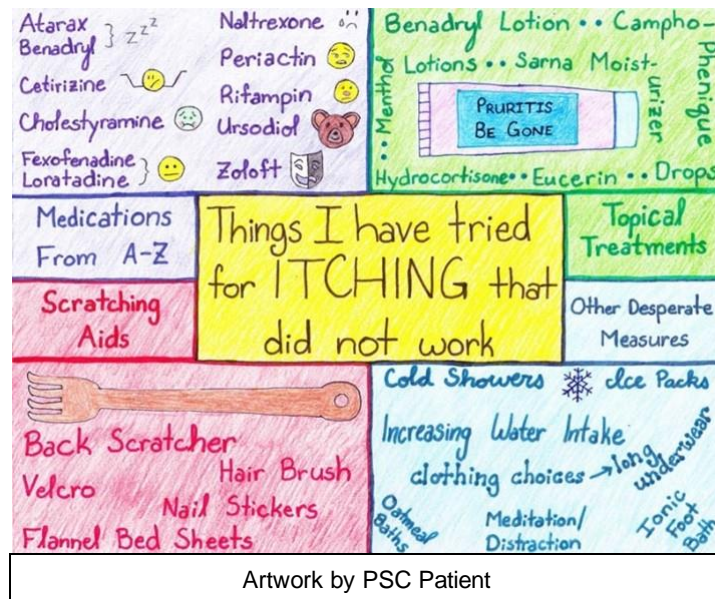 Atarax
Benadryl
zzzz
Cetirizine
Cholestyramine
Fexofenadine
Loratadine
Naltrexone
Periactin
Rifampin
Ursodiol
Zoloft
Benadryl Lotion •• Campho-
Phenique
•• Menthol
Lotions •• Sarna Moist-
urizer
PRURITIS
BE GONE
Hydrocortisone •• Eucerin •• Drops
Medications
From A-Z
Things I have tried
for ITCHING that
did not work
Topical
Treatments
Scratching
Aids
Other Desperate
Measures
Back Scratcher
Hair Brush
Velcro
Nail Stickers
Flannel Bed Sheets
Cold Showers
Ice Packs
Increasing Water Intake
clothing choices → long
underwear
Oatmeal
Baths
Meditation/
Distraction
Ionic
Foot
Bath
Artwork by PSC Patient